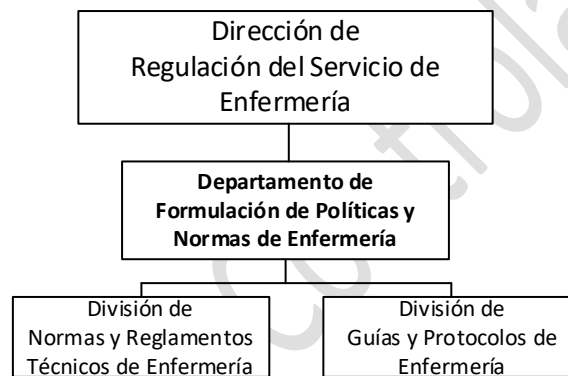 Dirección de
Regulación del Servicio de
Enfermería
Departamento de
Formulación de Políticas y
Normas de Enfermería
División de
Normas y Reglamentos
Técnicos de Enfermería
División de
Guías y Protocolos de
Enfermería